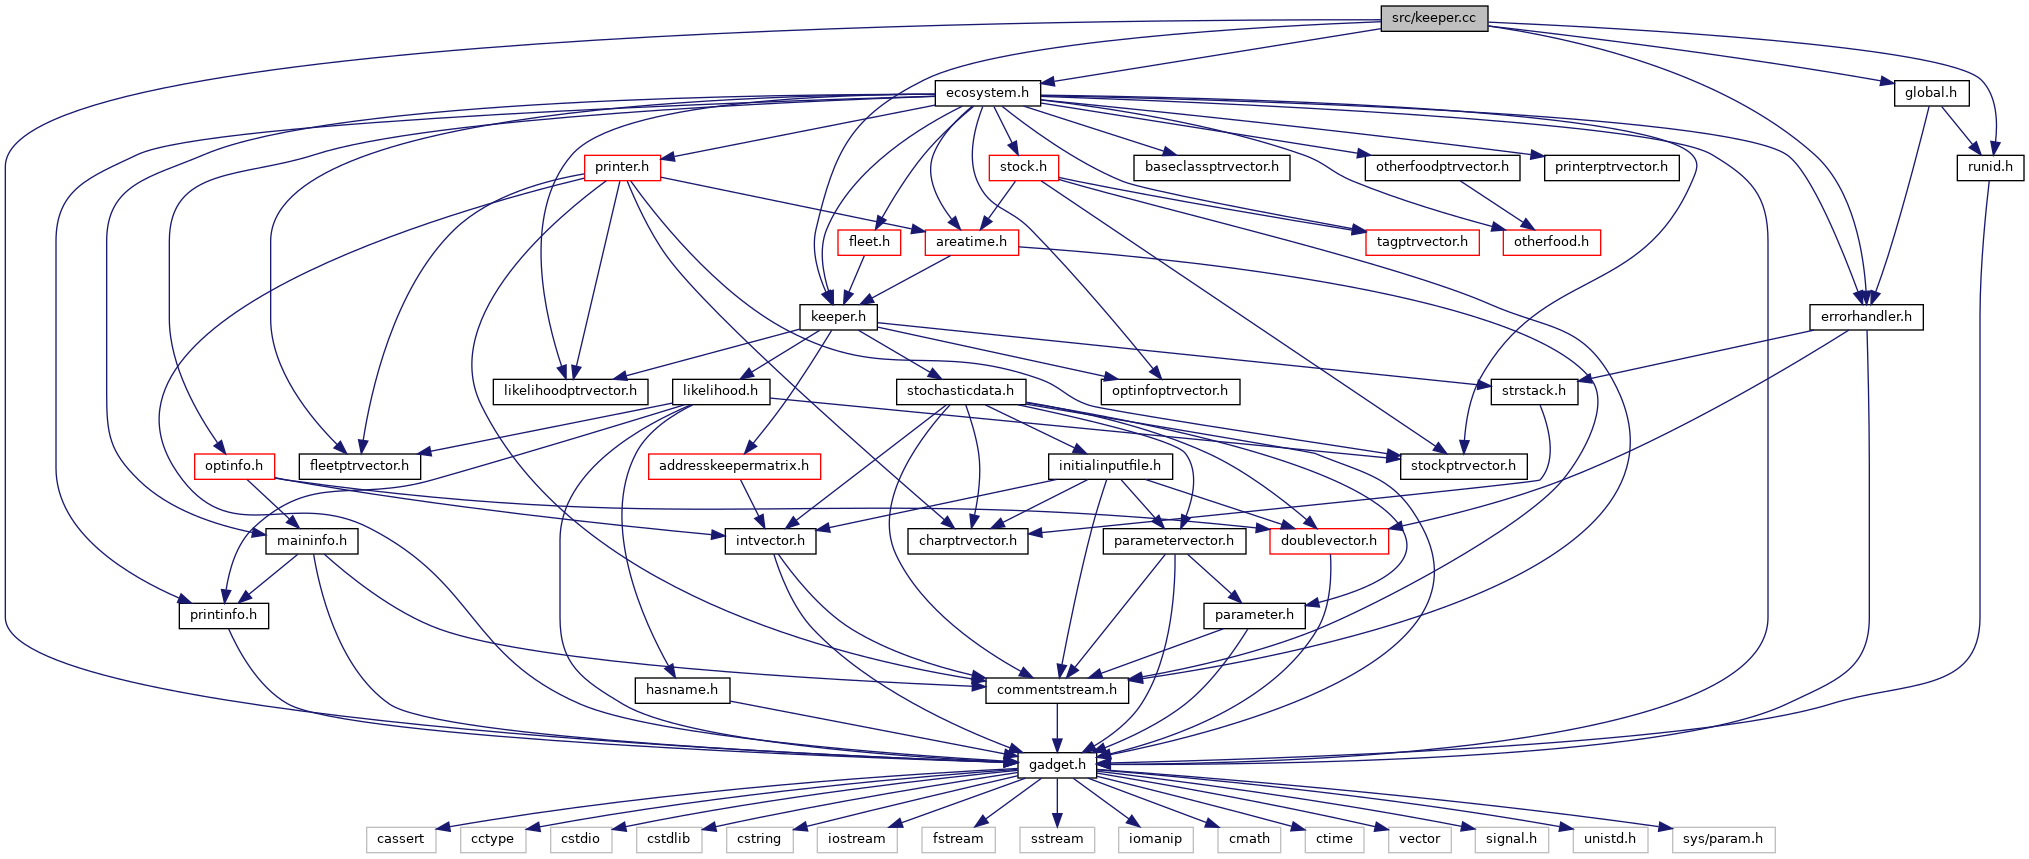 src/keeper.cc
ecosystem.h
global.h
printer.h
stock.h
baseclassptrvector.h
otherfoodptrvector.h
printerptrvector.h
runid.h
fleet.h
areatime.h
tagptrvector.h
otherfood.h
keeper.h
errorhandler.h
likelihoodptrvector.h
likelihood.h
stochasticdata.h
optinfoptrvector.h
strstack.h
optinfo.h
fleetptrvector.h
addresskeepermatrix.h
initialinputfile.h
stockptrvector.h
maininfo.h
intvector.h
charptrvector.h
parametervector.h
doublevector.h
printinfo.h
parameter.h
hasname.h
commentstream.h
gadget.h
cassert
cctype
cstdio
cstdlib
cstring
iostream
fstream
sstream
iomanip
cmath
ctime
vector
signal.h
unistd.h
sys/param.h